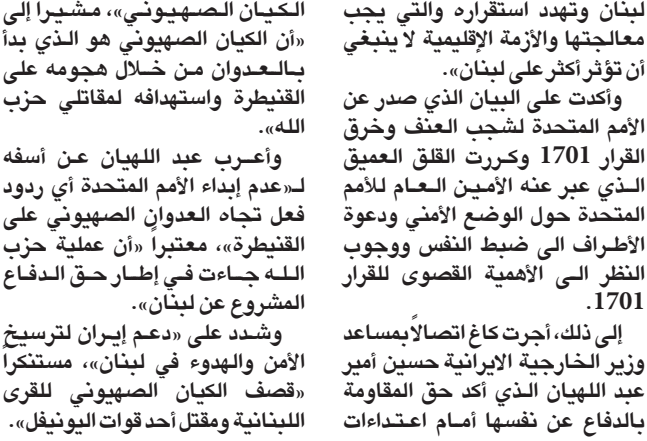 لبنان وتهدد استقراره والتي يجب
معالجتها والأزمة الإقليمية لا ينبغي
أن تؤثر أكثر على لبنان».
وأكدت على البيان الذي صدر عن
الأمم المتحدة لشجب العنف وخرق
القرار 1701 وكررت القلق العميق
الذي عبر عنه الأمين العام للأمم
المتحدة حول الوضع الأمني ودعوة
الأطراف الى ضبط النفس ووجوب
النظر الى الأهمية القصوى للقرار
1701.
إلى ذلك، أجرت كاغ اتصالاً بمساعد
وزير الخارجية الايرانية حسين أمير
عبد اللهيان الذي أكد حق المقاومة
بالدفاع عن نفسها أمام اعتداءات
الكيان الصهيوني»، مشيراً إلى
«أن الكيان الصهيوني هو الذي بدأ
بالعدوان من خلال هجومه على
القنيطرة واستهدافه لمقاتلي حزب
الله».
وأعرب عبد اللهيان عن أسفه
لـ«عدم إبداء الأمم المتحدة أي ردود
فعل تجاه العدوان الصهيوني على
القنيطرة»، معتبراً «أن عملية حزب
الله جاءت في إطار حق الدفاع
المشروع عن لبنان».
وشدد على «دعم إيران لترسيخ
الأمن والهدوء في لبنان»، مستنكراً
«قصف الكيان الصهيوني للقرى
اللبنانية ومقتل أحد قوات اليونيفل».